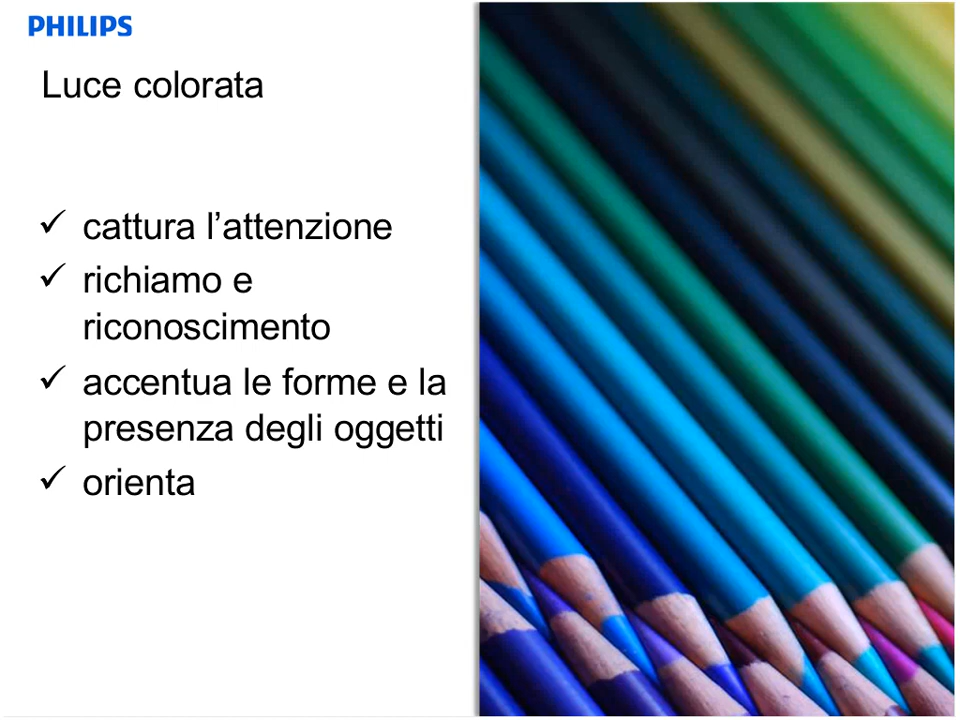 PHILIPS
Luce colorata
✓ cattura l’attenzione
✓ richiamo e
riconoscimento
✓ accentua le forme e la
presenza degli oggetti
✓ orienta